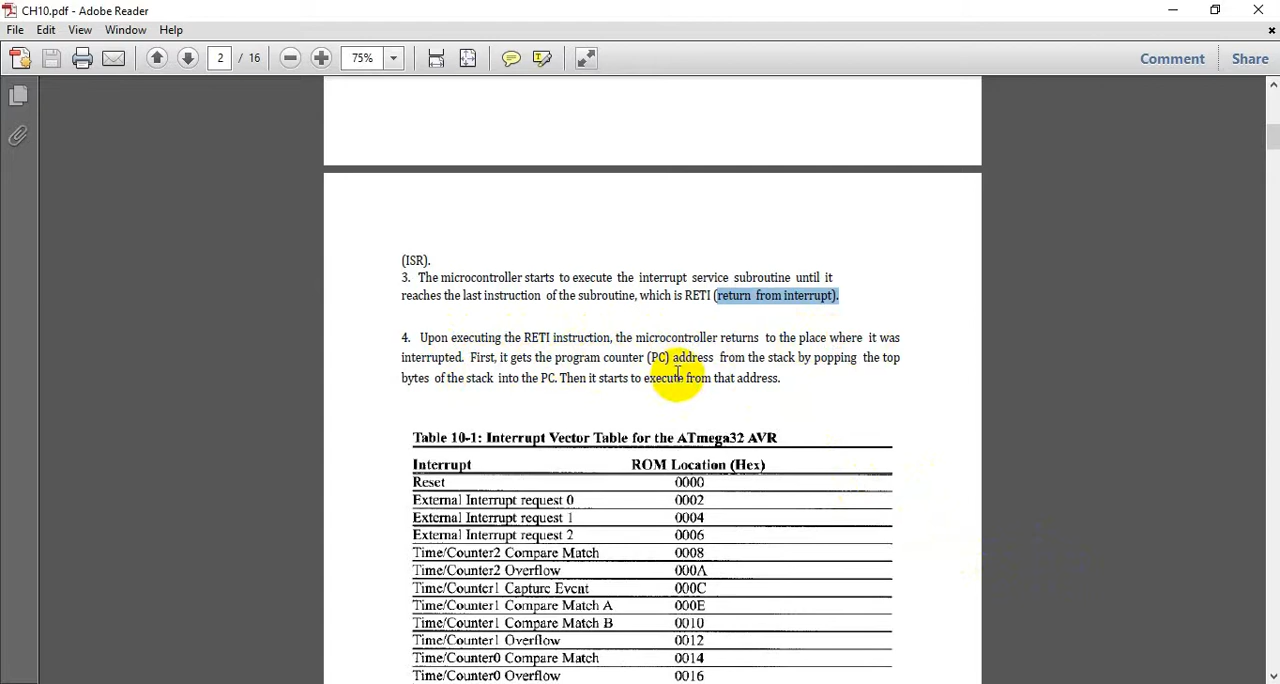 CH10.pdf - Adobe Reader
File Edit View Window Help
2 / 16 75% Comment Share
(ISR).
3. The microcontroller starts to execute the interrupt service subroutine until it
reaches the last instruction of the subroutine, which is RETI (return from interrupt).
4. Upon executing the RETI instruction, the microcontroller returns to the place where it was
interrupted. First, it gets the program counter (PC) address from the stack by popping the top
bytes of the stack into the PC. Then it starts to execute from that address.
Table 10-1: Interrupt Vector Table for the ATmega32 AVR
Interrupt ROM Location (Hex)
Reset 0000
External Interrupt request 0 0002
External Interrupt request 1 0004
External Interrupt request 2 0006
Time/Counter2 Compare Match 0008
Time/Counter2 Overflow 000A
Time/Counter1 Capture Event 000C
Time/Counter1 Compare Match A 000E
Time/Counter1 Compare Match B 0010
Time/Counter1 Overflow 0012
Time/Counter0 Compare Match 0014
Time/Counter0 Overflow 0016